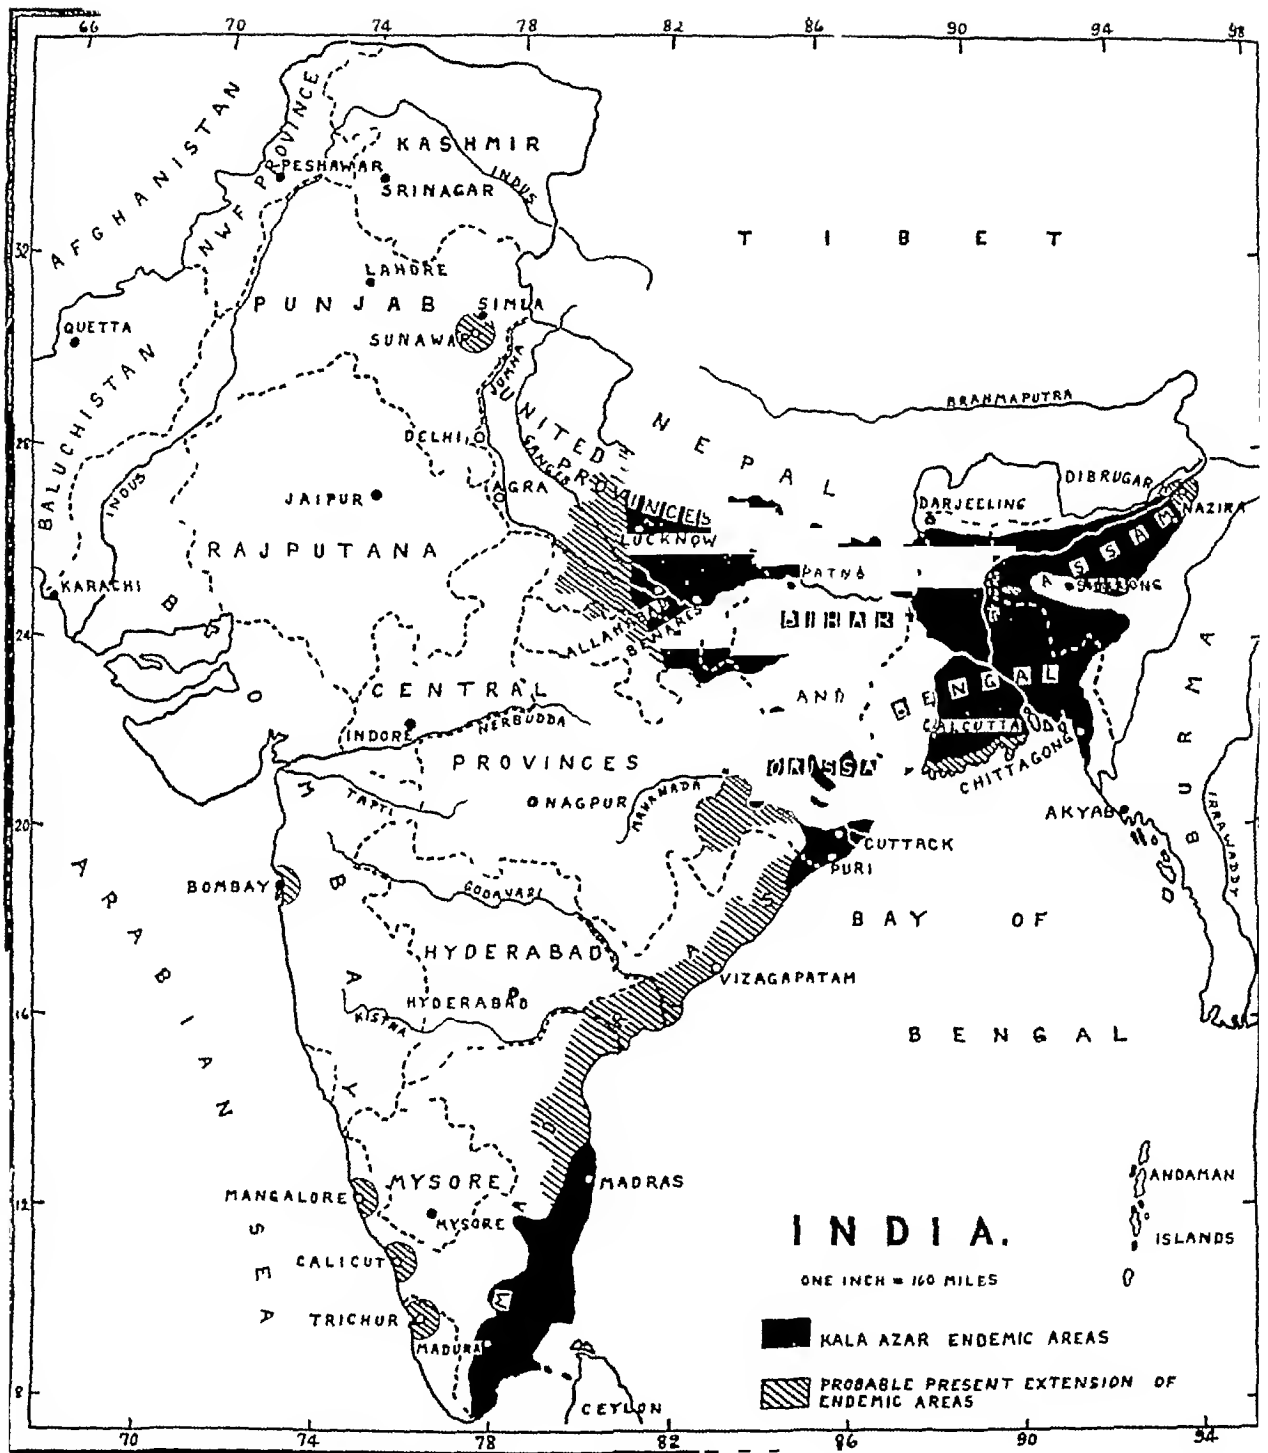 66 70 74 78 82 86 90 94 98
AFGHANISTAN
NWF PROVINCE
KASHMIR
PESHAWAR
SRINAGAR
INDUS
TIBET
32
LAHORE
PUNJAB
SIMLA
SUNAWAR
QUETTA
BALUCHISTAN
JUMNA
UNITED
PROVINCES
GANGES
NEPAL
BRAHMAPUTRA
28
DELHI
AGRA
JAIPUR
INDUS
RAJPUTANA
LUCKNOW
DARJEELING
DIBRUGAR
NAZIRA
ASSAM
KARACHI
PATNA
SHILLONG
24
ALLAHABAD
BENARES
BIHAR
AND
ORISSA
BENGAL
CALCUTTA
CHITTAGONG
BURMA
CENTRAL
PROVINCES
INDORE
NERBUDDA
TAPTI
NAGPUR
MAHANADA
AKYAB
IRRAWADDY
20
CUTTACK
PURI
BOMBAY
BOMBAY
GODAVARI
HYDERABAD
HYDERABAD
KISTNA
VIZAGAPATAM
BAY OF
BENGAL
16
ARABIAN
SEA
MADRAS
MYSORE
MYSORE
MADRAS
MANGALORE
12
CALICUT
TRICHUR
MADURA
CEYLON
ANDAMAN
ISLANDS
INDIA.
ONE INCH = 160 MILES
KALA AZAR ENDEMIC AREAS
PROBABLE PRESENT EXTENSION OF
ENDEMIC AREAS
8
70 74 78 82 86 90 94